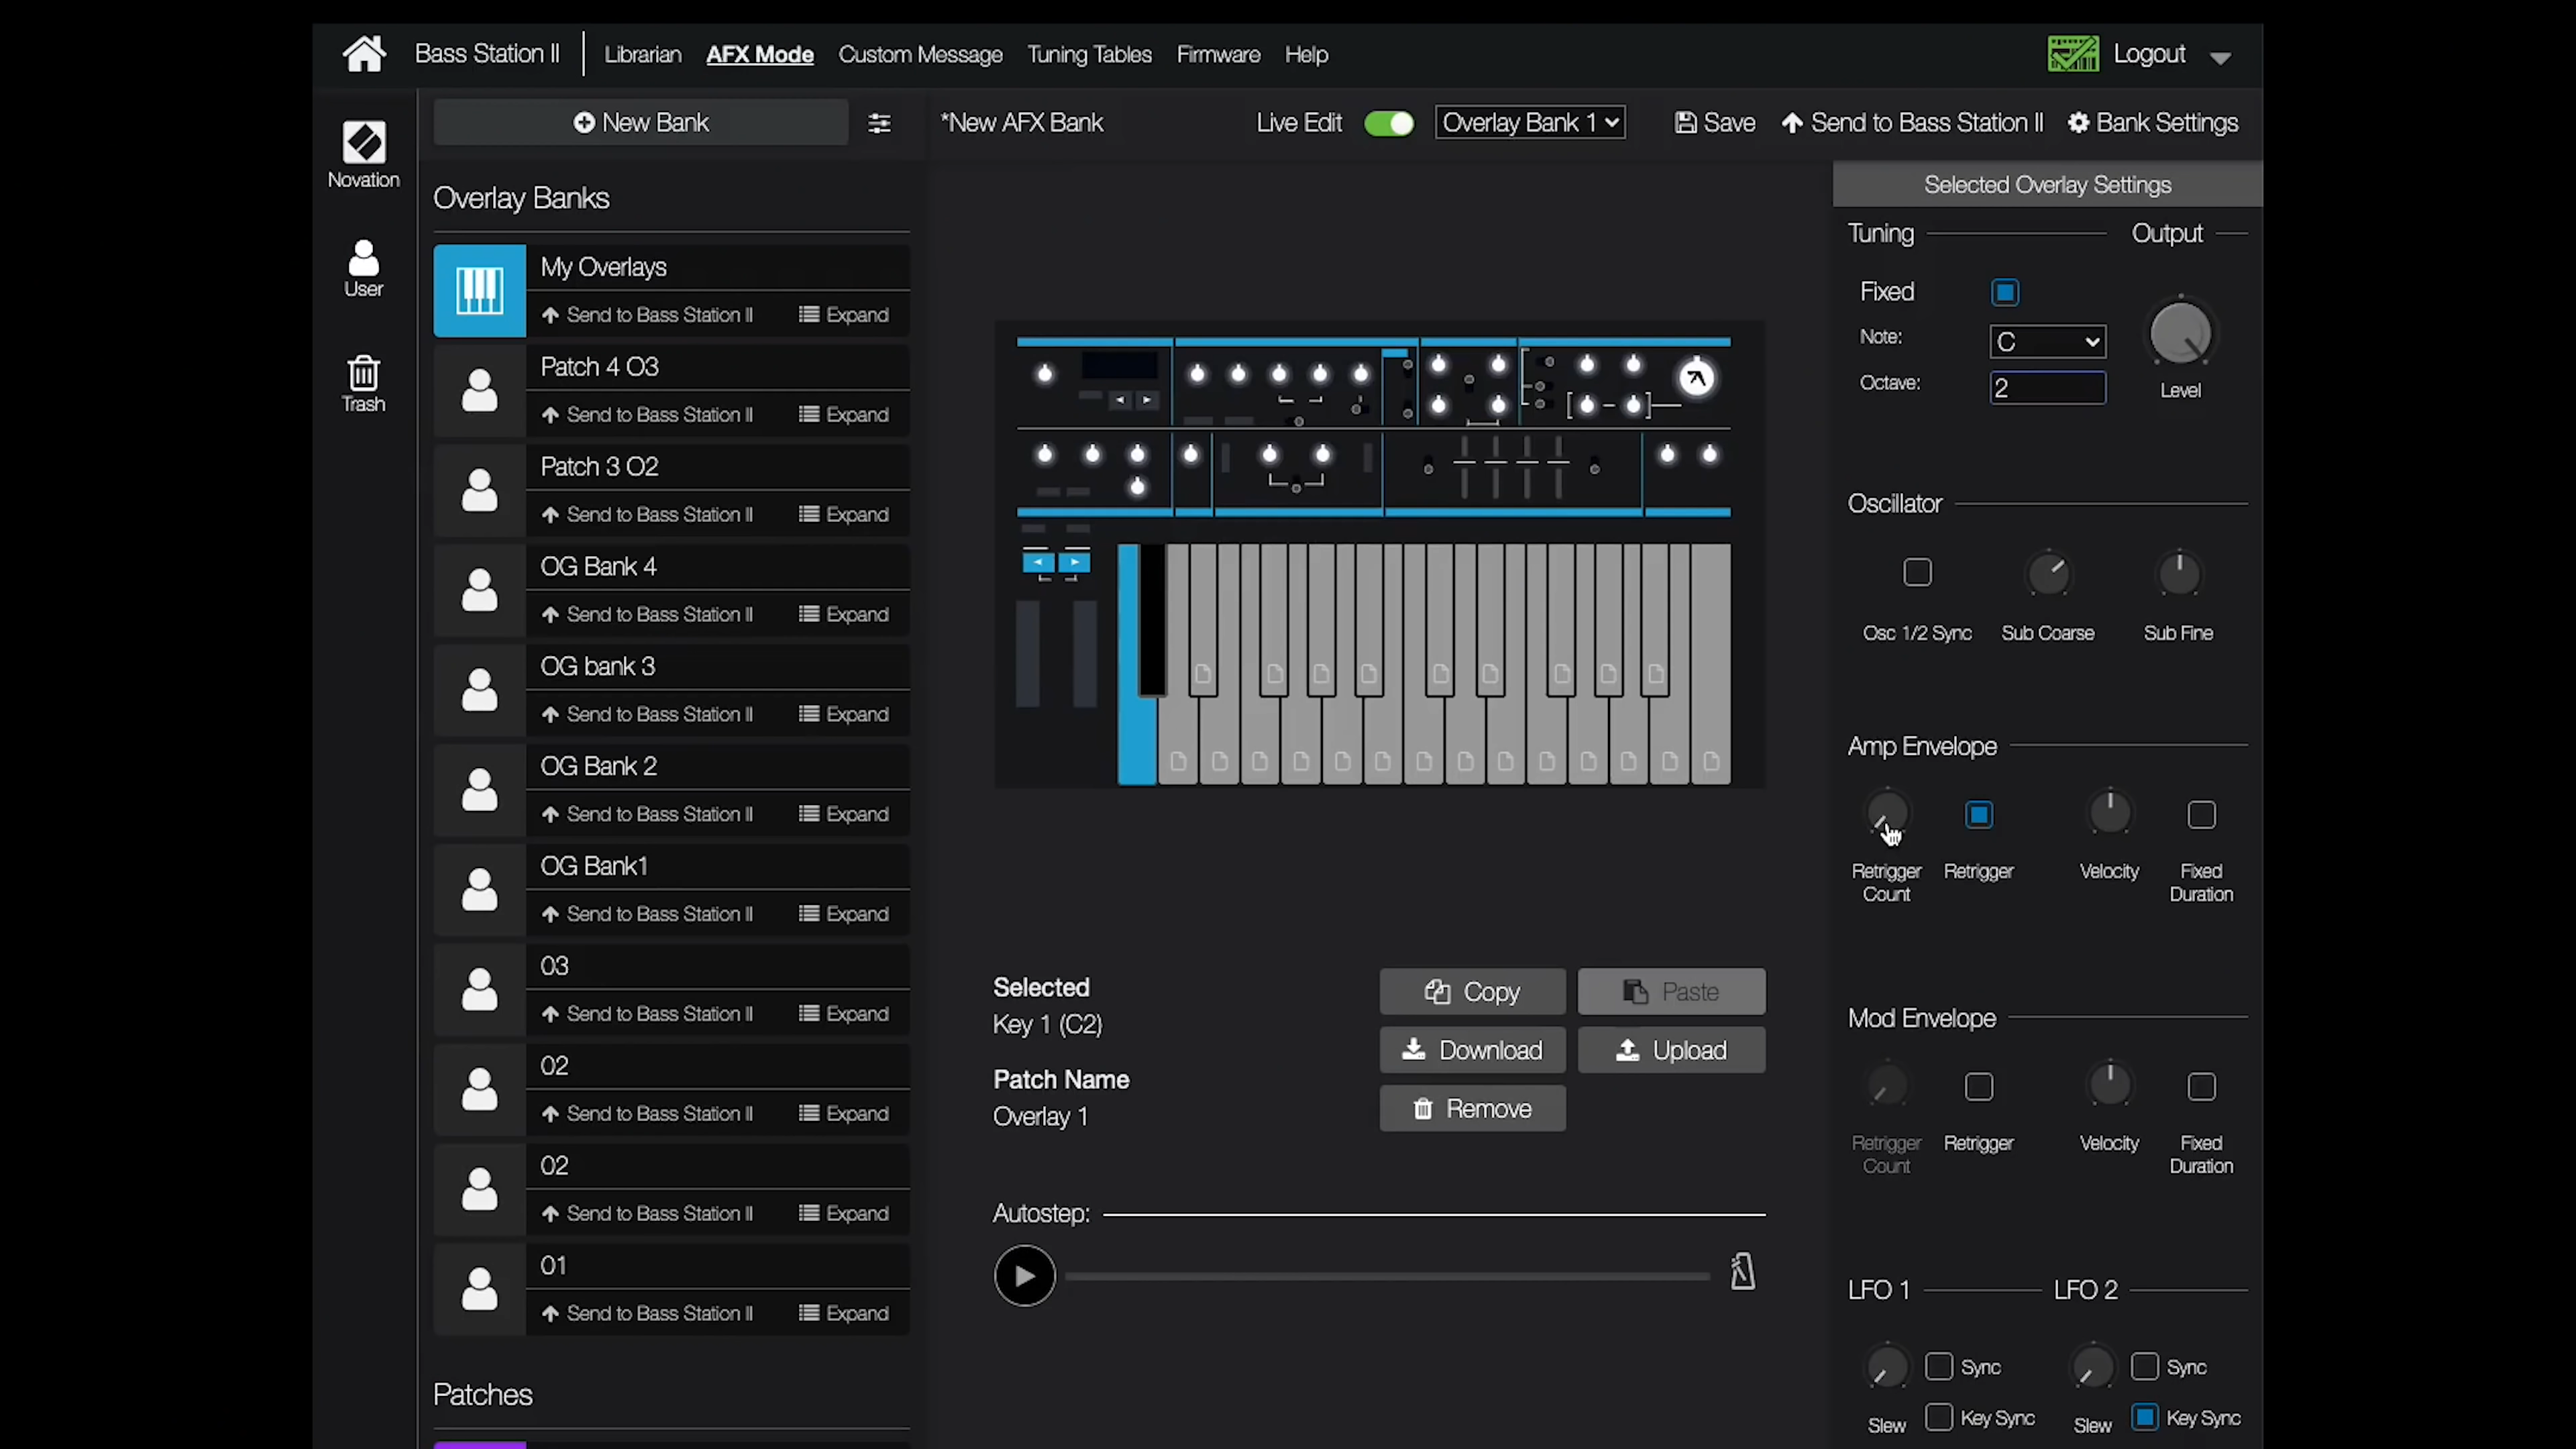 Bass Station II
Librarian
AFX Mode
Custom Message
Tuning Tables
Firmware
Help
Logout
Novation
User
Trash
New Bank
*New AFX Bank
Live Edit
Overlay Bank 1
Save
Send to Bass Station II
Bank Settings
Overlay Banks
My Overlays
Send to Bass Station II
Expand
Patch 4 O3
Send to Bass Station II
Expand
Patch 3 O2
Send to Bass Station II
Expand
OG Bank 4
Send to Bass Station II
Expand
OG bank 3
Send to Bass Station II
Expand
OG Bank 2
Send to Bass Station II
Expand
OG Bank1
Send to Bass Station II
Expand
03
Send to Bass Station II
Expand
02
Send to Bass Station II
Expand
02
Send to Bass Station II
Expand
01
Send to Bass Station II
Expand
Patches
Selected
Key 1 (C2)
Patch Name
Overlay 1
Copy
Paste
Download
Upload
Remove
Autostep:
Selected Overlay Settings
Tuning
Output
Fixed
Note:
C
Octave:
2
Level
Oscillator
Osc 1/2 Sync
Sub Coarse
Sub Fine
Amp Envelope
Retrigger
Count
Retrigger
Velocity
Fixed
Duration
Mod Envelope
Retrigger
Count
Retrigger
Velocity
Fixed
Duration
LFO 1
LFO 2
Sync
Sync
Slew
Key Sync
Slew
Key Sync